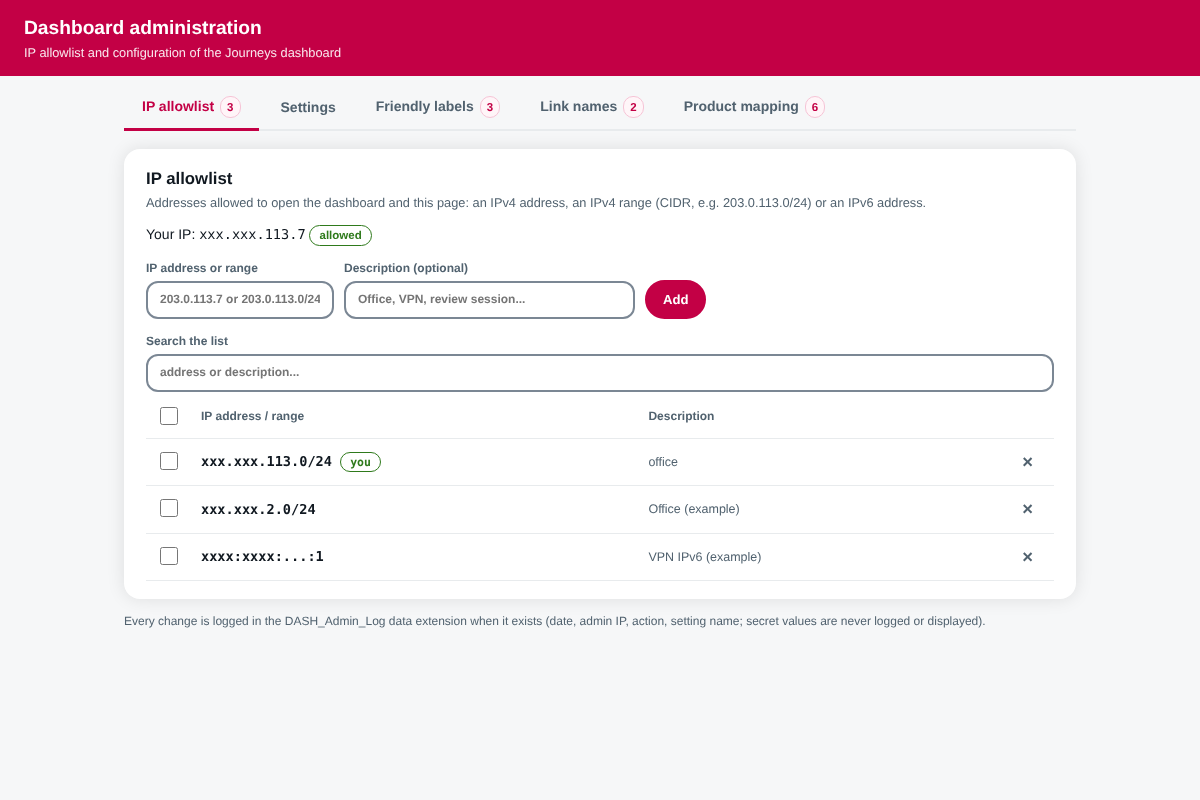 Dashboard administration
IP allowlist and configuration of the Journeys dashboard
IP allowlist 3 Settings Friendly labels 3 Link names 2 Product mapping 6
IP allowlist
Addresses allowed to open the dashboard and this page: an IPv4 address, an IPv4 range (CIDR, e.g. 203.0.113.0/24) or an IPv6 address.
Your IP: xxx.xxx.113.7 allowed
IP address or range Description (optional)
203.0.113.7 or 203.0.113.0/24 Office, VPN, review session... Add
Search the list
address or description...
IP address / range Description
xxx.xxx.113.0/24 you office ×
xxx.xxx.2.0/24 Office (example) ×
xxxx:xxxx:...:1 VPN IPv6 (example) ×
Every change is logged in the DASH_Admin_Log data extension when it exists (date, admin IP, action, setting name; secret values are never logged or displayed).